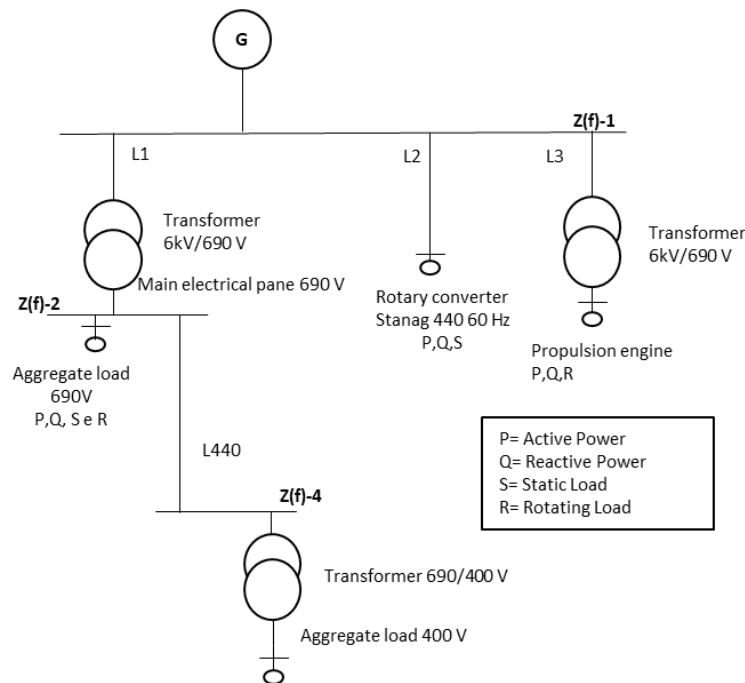 G
Z(f)-1
L1
L2
L3
Transformer
6kV/690 V
Transformer
6kV/690 V
Main electrical pane 690 V
Z(f)-2
Rotary converter
Stanag 440 60 Hz
P,Q,S
Propulsion engine
P,Q,R
Aggregate load
690V
P,Q, S e R
L440
P= Active Power
Q= Reactive Power
S= Static Load
R= Rotating Load
Z(f)-4
Transformer 690/400 V
Aggregate load 400 V